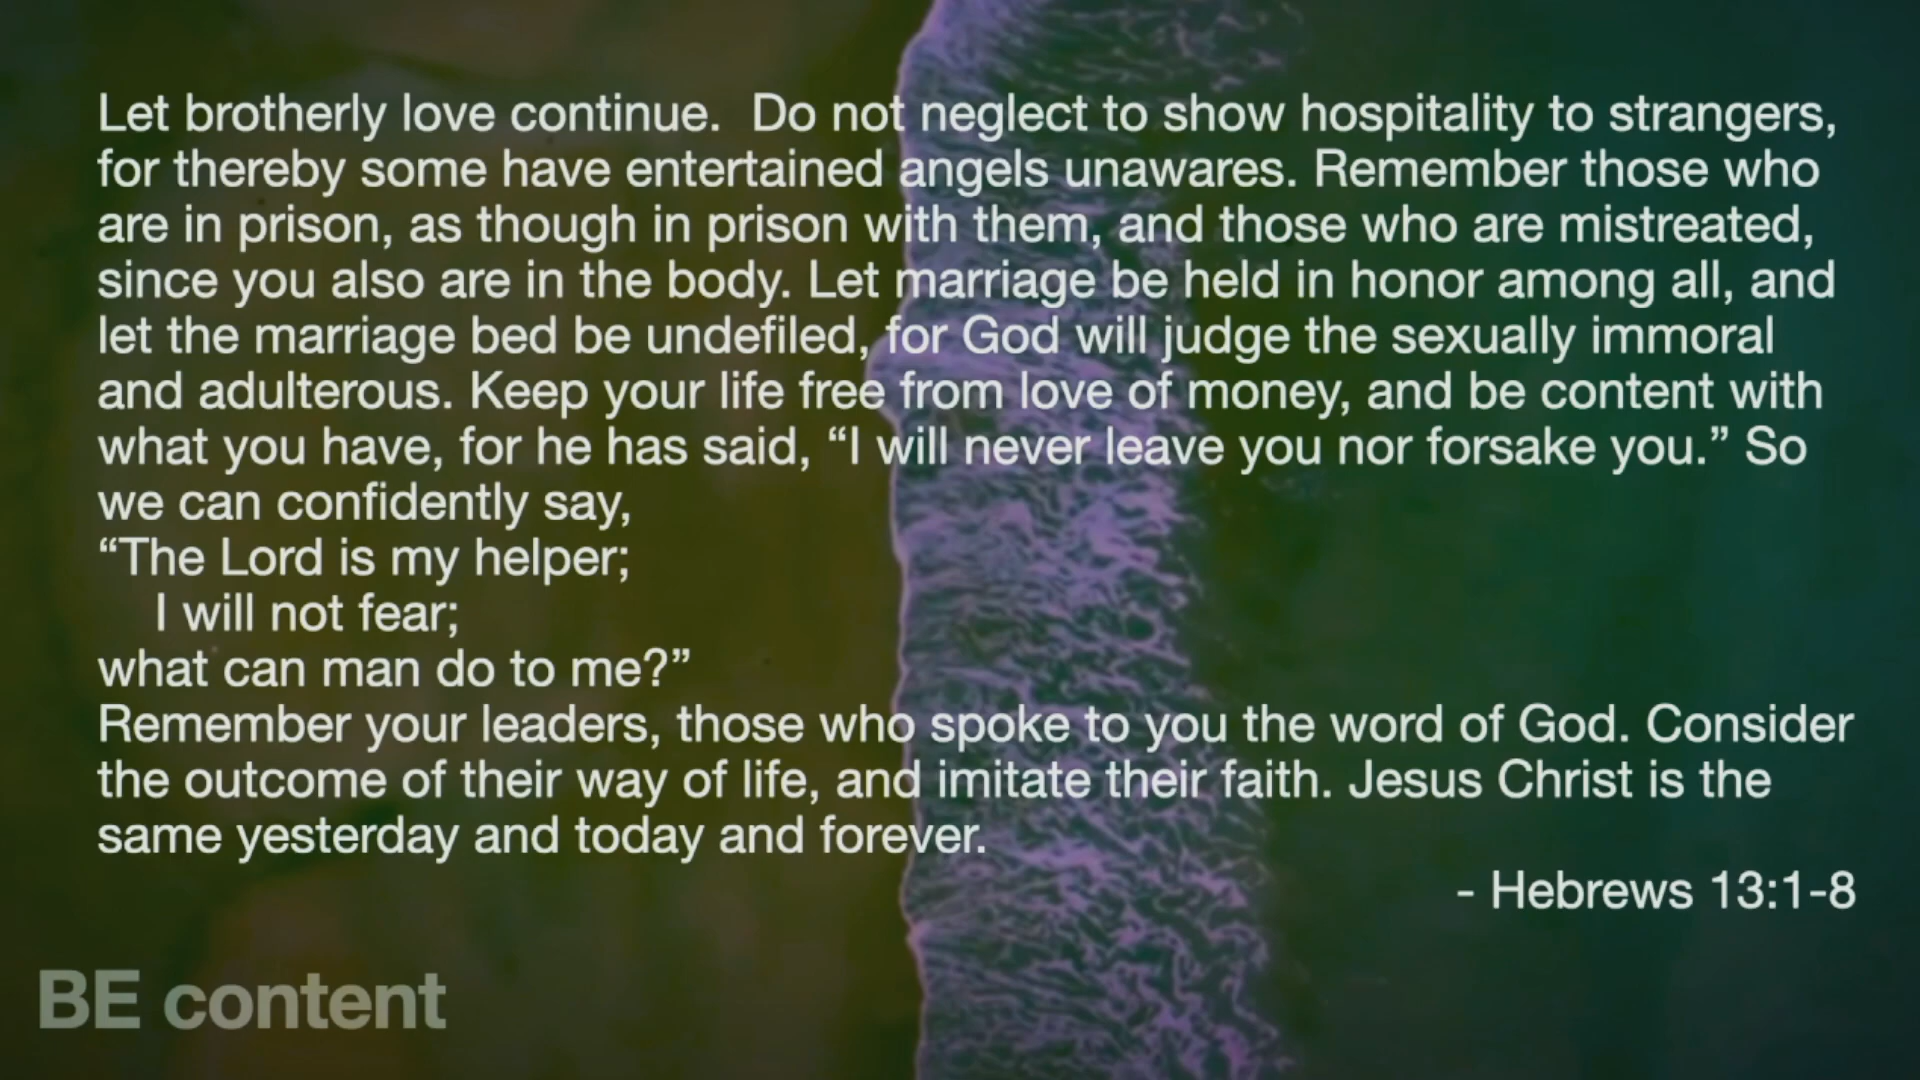 Let brotherly love continue.  Do not neglect to show hospitality to strangers,
for thereby some have entertained angels unawares. Remember those who
are in prison, as though in prison with them, and those who are mistreated,
since you also are in the body. Let marriage be held in honor among all, and
let the marriage bed be undefiled, for God will judge the sexually immoral
and adulterous. Keep your life free from love of money, and be content with
what you have, for he has said, “I will never leave you nor forsake you.” So
we can confidently say,
“The Lord is my helper;
I will not fear;
what can man do to me?”
Remember your leaders, those who spoke to you the word of God. Consider
the outcome of their way of life, and imitate their faith. Jesus Christ is the
same yesterday and today and forever.
- Hebrews 13:1-8
BE content